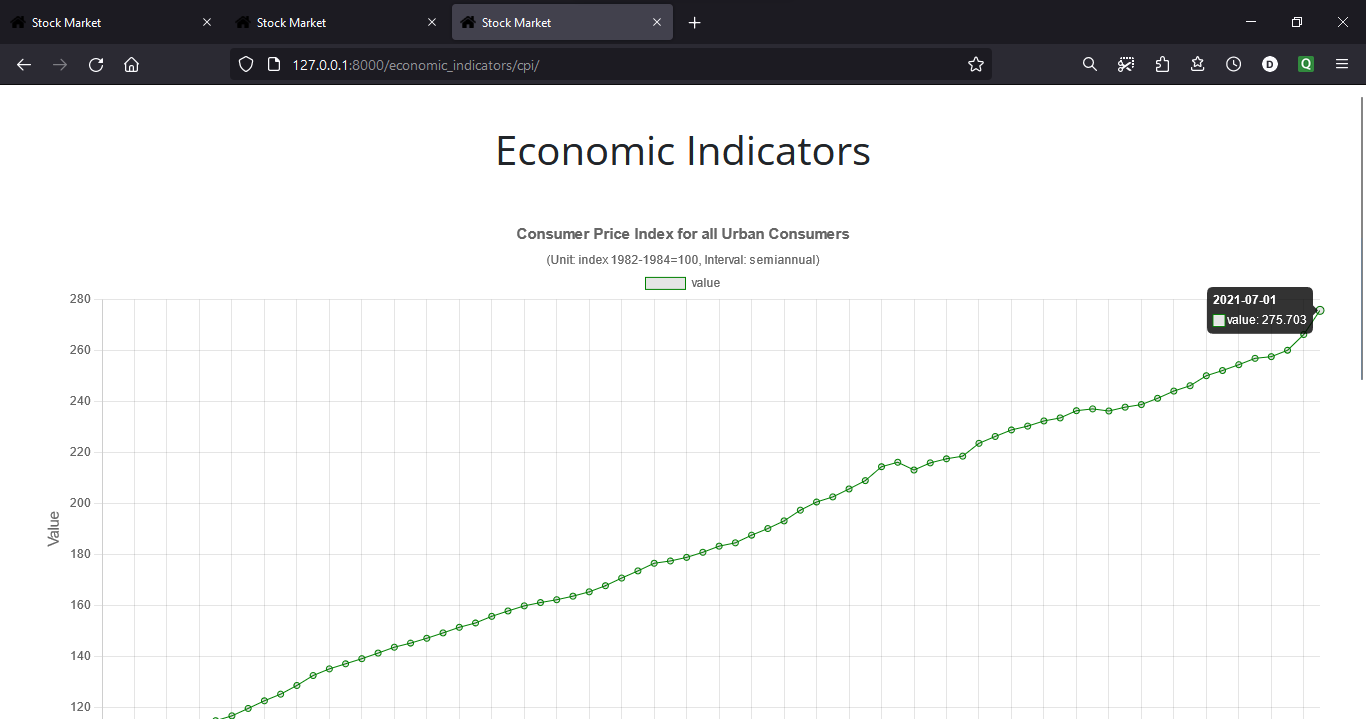 Stock Market
Stock Market
Stock Market
127.0.0.1:8000/economic_indicators/cpi/
D
Q
Economic Indicators
Consumer Price Index for all Urban Consumers
(Unit: index 1982-1984=100, Interval: semiannual)
value
280
2021-07-01
value: 275.703
260
240
220
200
Value
180
160
140
120